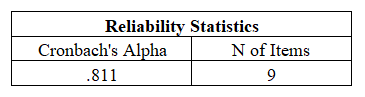 Reliability Statistics
Cronbach's Alpha N of Items
.811 9